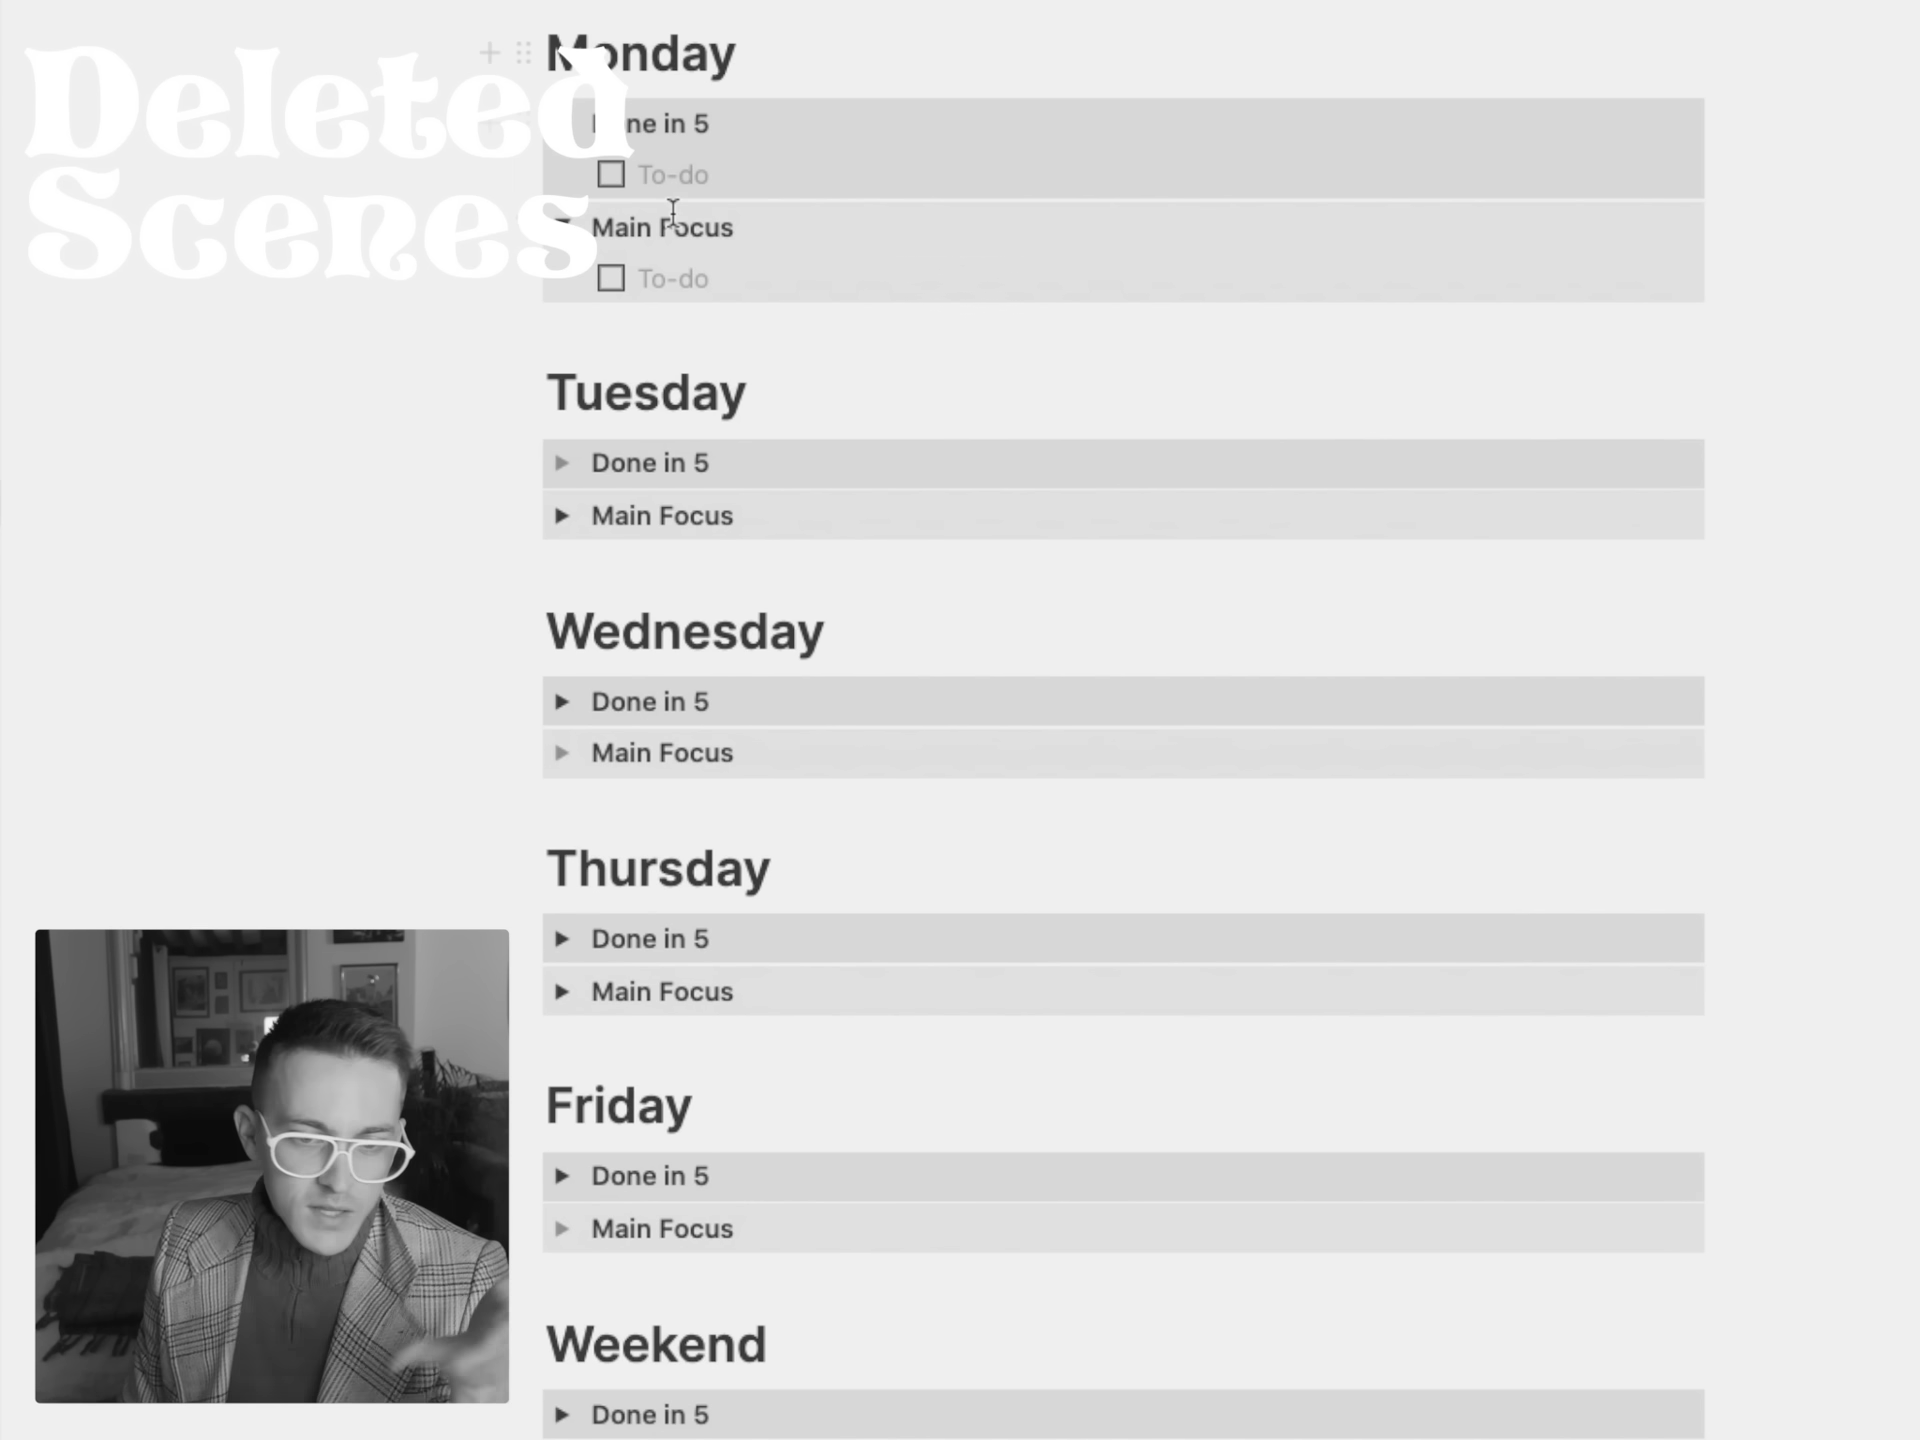 Deleted
Scenes
Monday
Done in 5
To-do
Main Focus
To-do
Tuesday
Done in 5
Main Focus
Wednesday
Done in 5
Main Focus
Thursday
Done in 5
Main Focus
Friday
Done in 5
Main Focus
Weekend
Done in 5